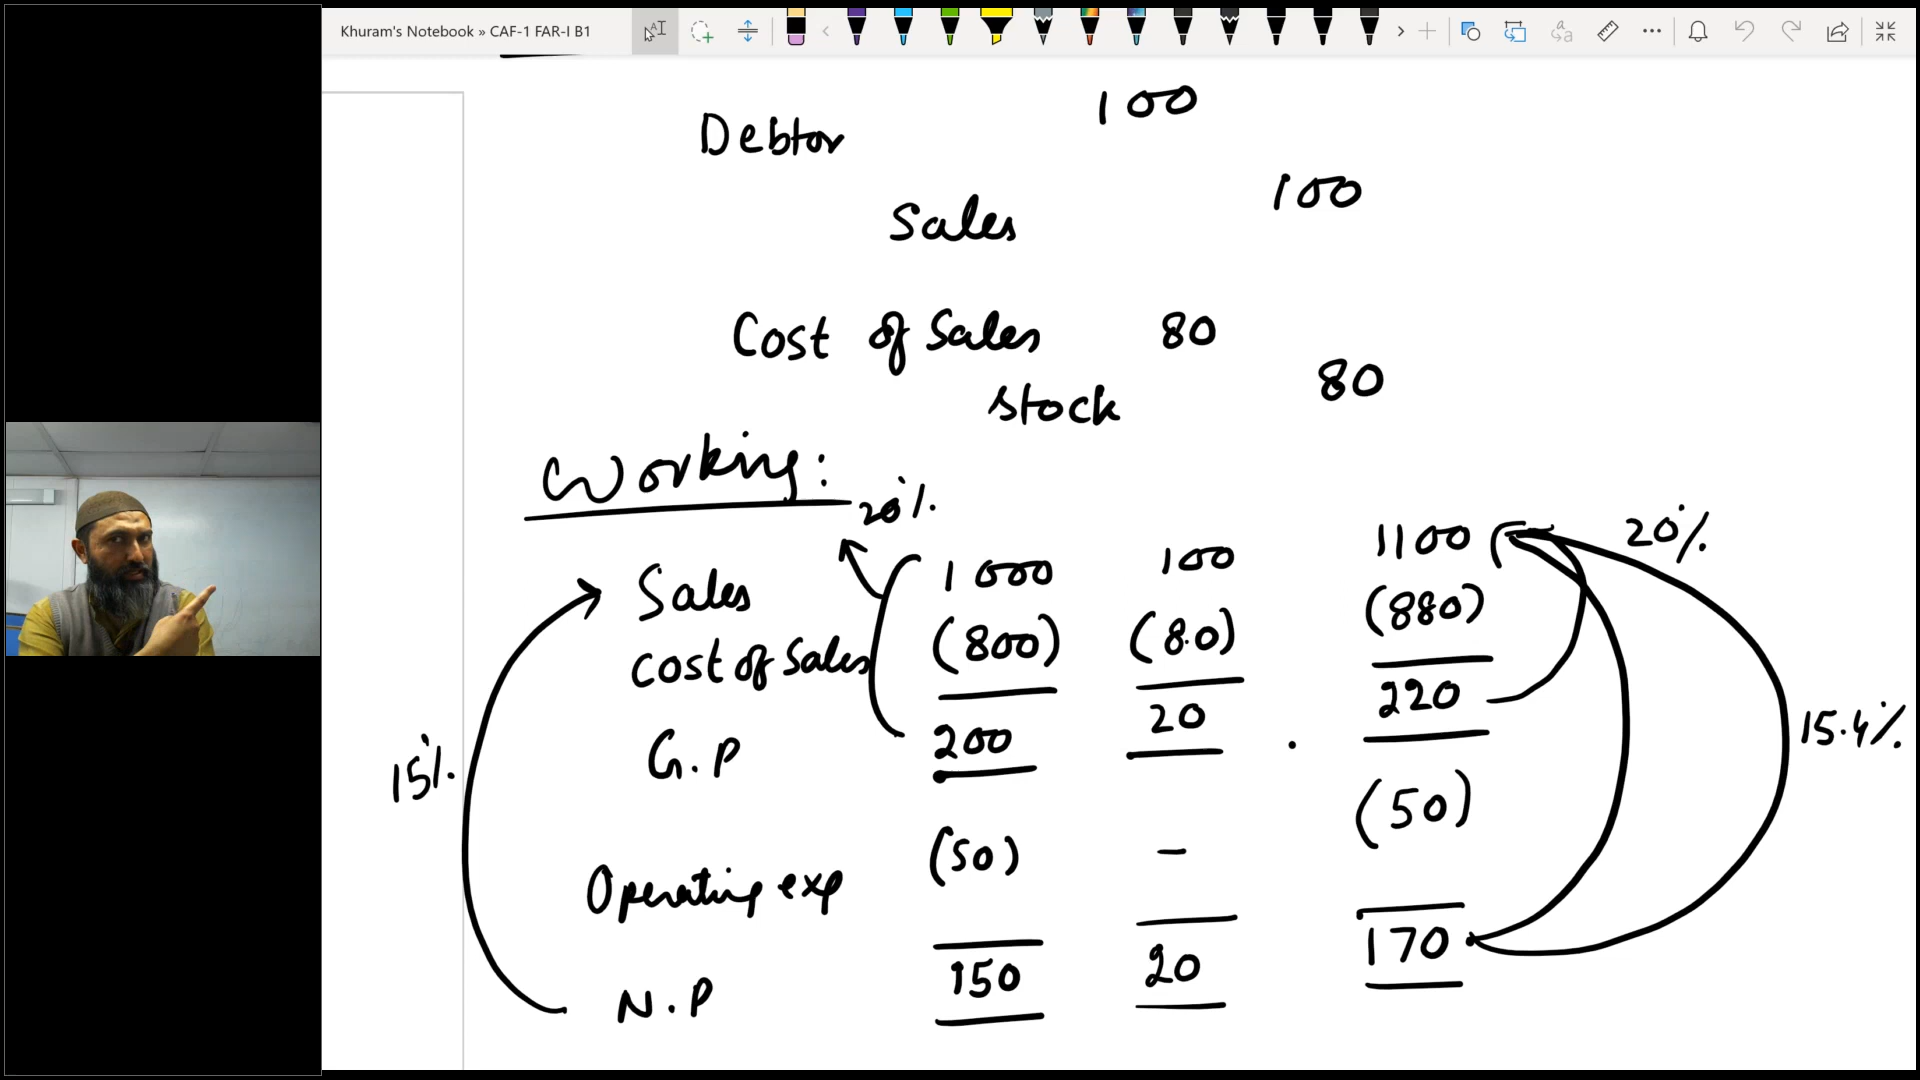 Khuram's Notebook » CAF-1 FAR-I B1
Debtor 100
Sales 100
Cost of Sales 80
stock 80
Working:
20%
Sales 1000 100 1100 20%
cost of Sales (800) (80) (880)
G.P 200 20 220
15% 15.4%
Operating exp (50) - (50)
N.P 150 20 170